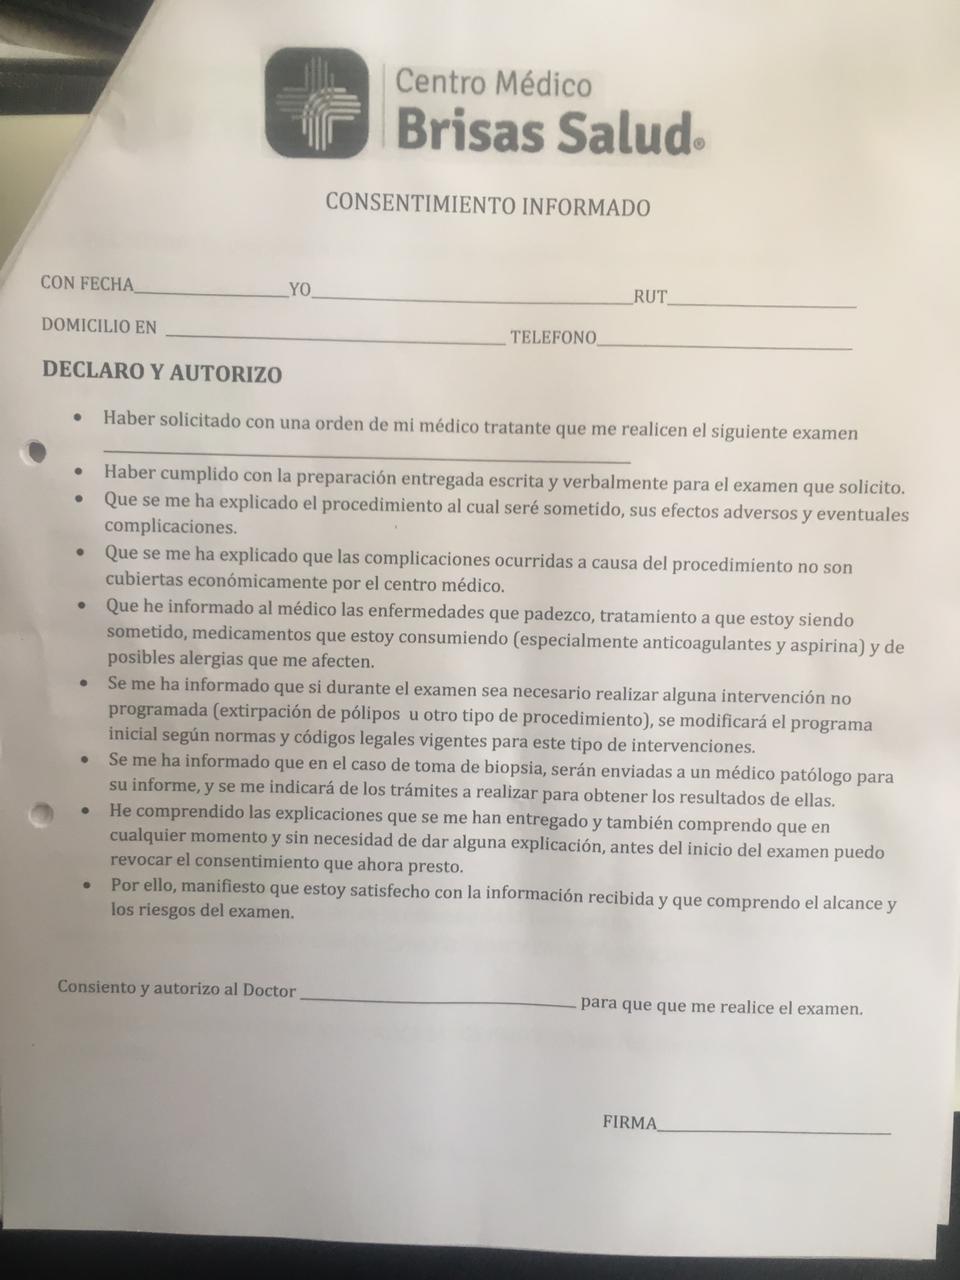 Centro Médico
Brisas Salud®
CONSENTIMIENTO INFORMADO
CON FECHA________________YO__________________________________RUT____________________
DOMICILIO EN ____________________________________ TELEFONO___________________________
DECLARO Y AUTORIZO
• Haber solicitado con una orden de mi médico tratante que me realicen el siguiente examen
________________________________________________________
• Haber cumplido con la preparación entregada escrita y verbalmente para el examen que solicito.
• Que se me ha explicado el procedimiento al cual seré sometido, sus efectos adversos y eventuales
complicaciones.
• Que se me ha explicado que las complicaciones ocurridas a causa del procedimiento no son
cubiertas económicamente por el centro médico.
• Que he informado al médico las enfermedades que padezco, tratamiento a que estoy siendo
sometido, medicamentos que estoy consumiendo (especialmente anticoagulantes y aspirina) y de
posibles alergias que me afecten.
• Se me ha informado que si durante el examen sea necesario realizar alguna intervención no
programada (extirpación de pólipos u otro tipo de procedimiento), se modificará el programa
inicial según normas y códigos legales vigentes para este tipo de intervenciones.
• Se me ha informado que en el caso de toma de biopsia, serán enviadas a un médico patólogo para
su informe, y se me indicará de los trámites a realizar para obtener los resultados de ellas.
• He comprendido las explicaciones que se me han entregado y también comprendo que en
cualquier momento y sin necesidad de dar alguna explicación, antes del inicio del examen puedo
revocar el consentimiento que ahora presto.
• Por ello, manifiesto que estoy satisfecho con la información recibida y que comprendo el alcance y
los riesgos del examen.
Consiento y autorizo al Doctor _____________________________ para que que me realice el examen.
FIRMA_________________________